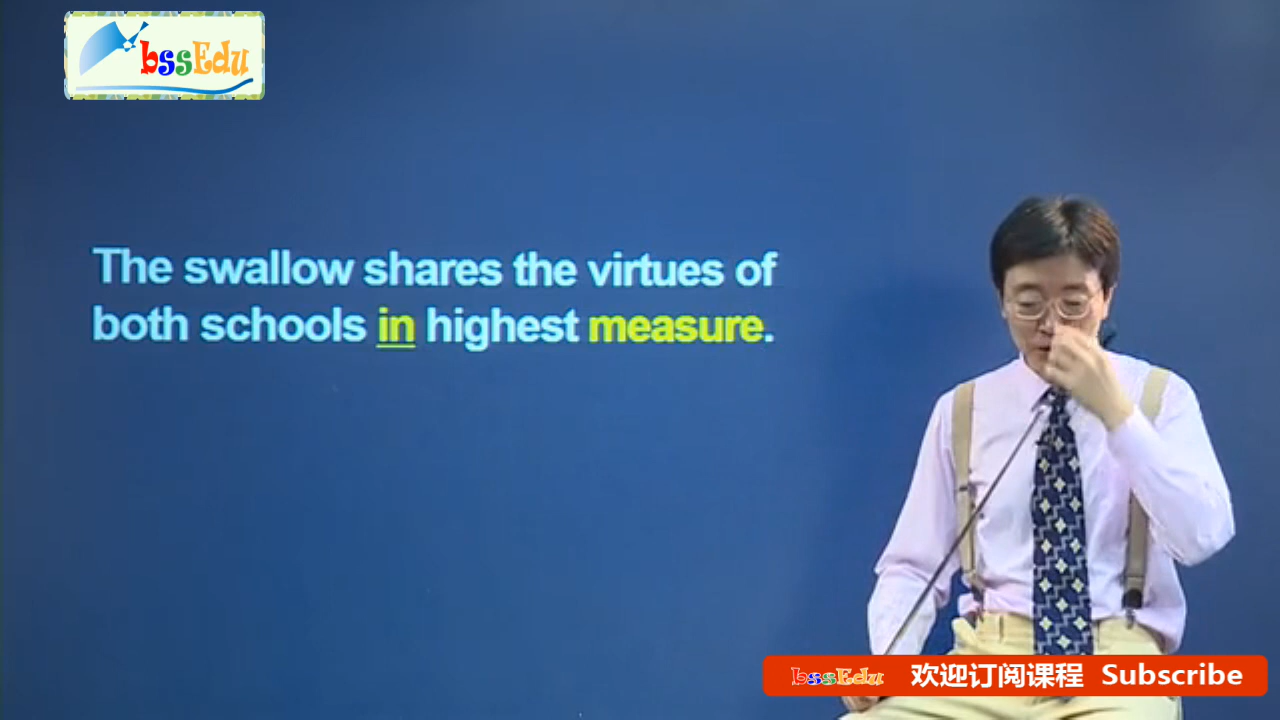 bssEdu
The swallow shares the virtues of
both schools in highest measure.
bssEdu 欢迎订阅课程 Subscribe